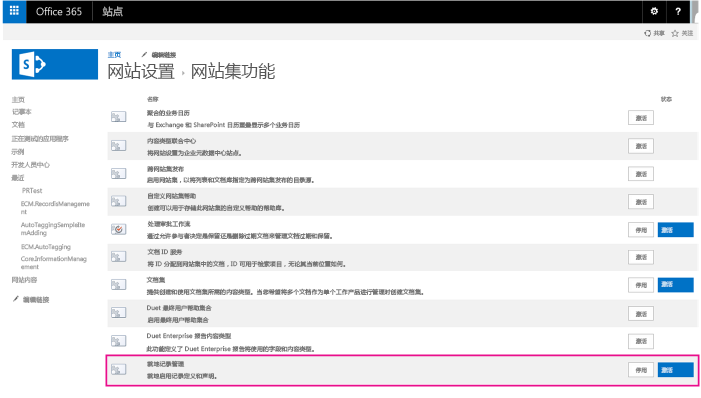 Office 365
站点
?
共享
关注
S
主页
编辑链接
网站设置 › 网站集功能
主页
记事本
文档
正在测试的应用程序
示例
开发人员中心
最近
PRTest
ECM.RecordsManageme
nt
AutoTaggingSampleIte
mAdding
ECM.AutoTagging
Core.InformationManag
ement
网站内容
编辑链接
名称
状态
聚合的业务日历
与 Exchange 和 SharePoint 日历重叠显示多个业务日历
激活
内容类型联合中心
将网站设置为企业元数据中心站点。
激活
跨网站集发布
启用网站集,以将列表和文档库指定为跨网站集发布的目录源。
激活
自定义网站集帮助
创建可以用于存储此网站集的自定义帮助的帮助库。
激活
处理审批工作流
通过允许参与者决定是保留还是删除过期文档来管理文档过期和保留。
停用
激活
文档 ID 服务
将 ID 分配到网站集中的文档,ID 可用于检索项目,无论其当前位置如何。
激活
文档集
提供创建和使用文档集所需的内容类型。当您希望将多个文档作为单个工作产品进行管理时创建文档集。
停用
激活
Duet 最终用户帮助集合
启用最终用户帮助集合
激活
Duet Enterprise 报告内容类型
此功能定义了 Duet Enterprise 报告将使用的字段和内容类型。
激活
就地记录管理
就地启用记录定义和声明。
停用
激活